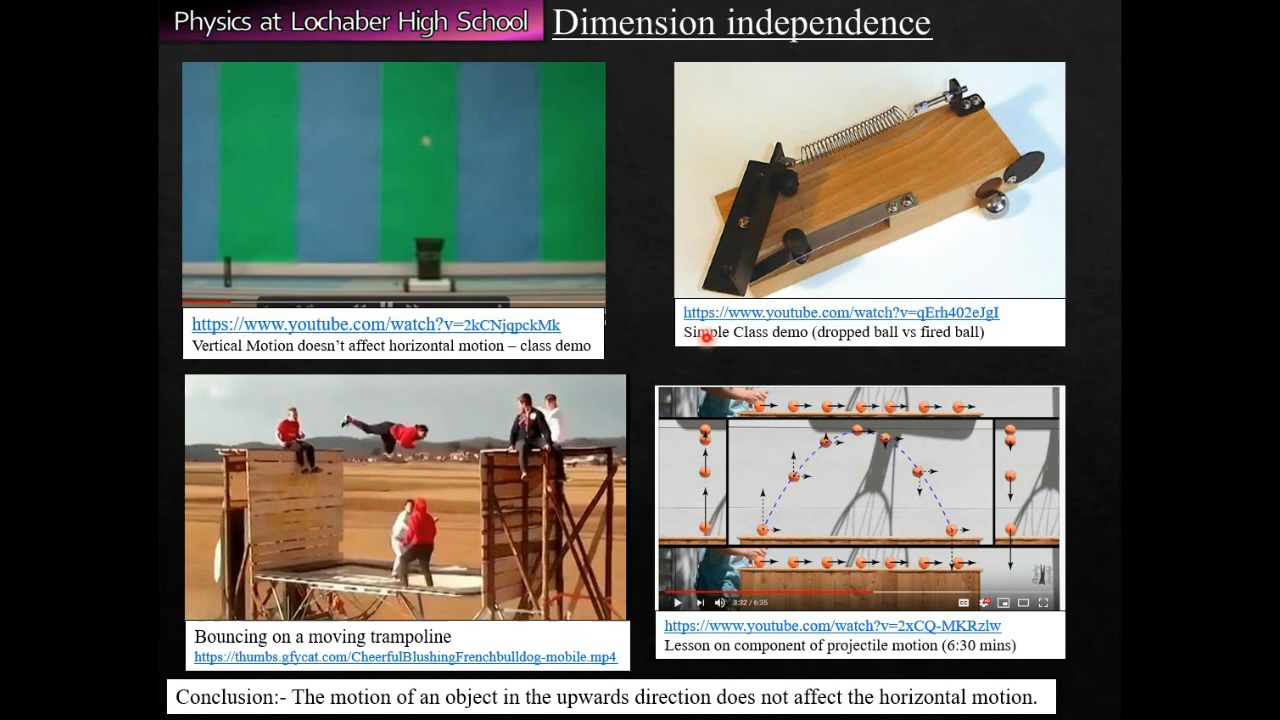 Physics at Lochaber High School
Dimension independence
https://www.youtube.com/watch?v=2kCNjqpckMk
Vertical Motion doesn’t affect horizontal motion – class demo
https://www.youtube.com/watch?v=qErh402eJgI
Simple Class demo (dropped ball vs fired ball)
Bouncing on a moving trampoline
https://thumbs.gfycat.com/CheerfulBlushingFrenchbulldog-mobile.mp4
3:32 / 6:35
https://www.youtube.com/watch?v=2xCQ-MKRzlw
Lesson on component of projectile motion (6:30 mins)
Conclusion:- The motion of an object in the upwards direction does not affect the horizontal motion.